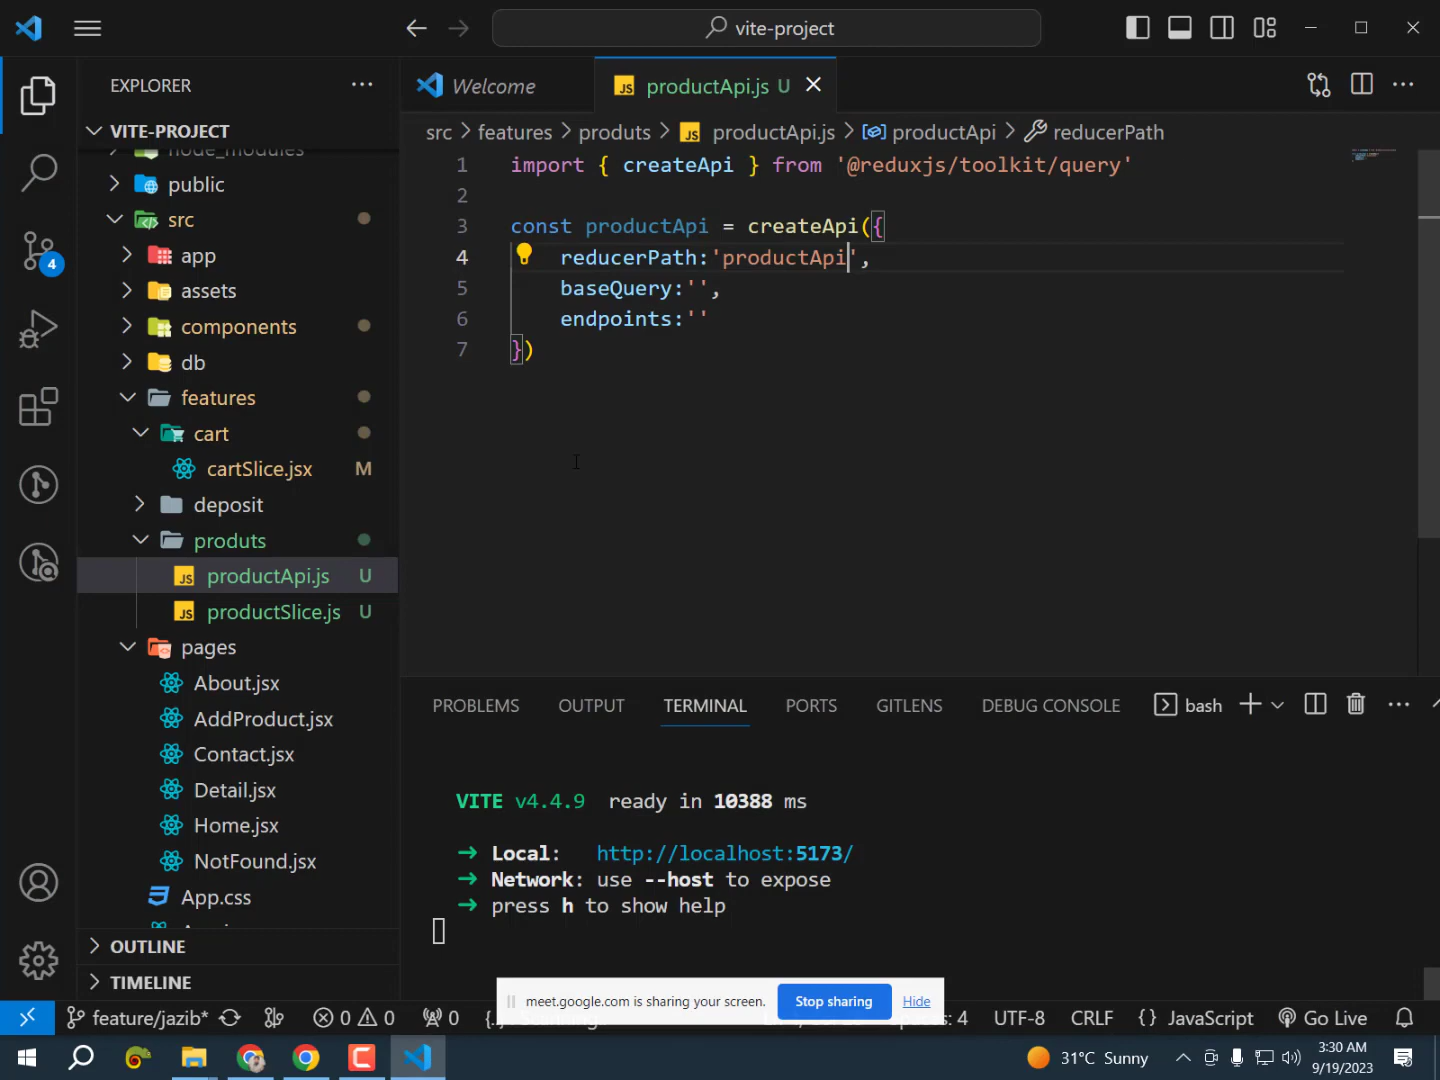 vite-project
EXPLORER
Welcome
productApi.js U
VITE-PROJECT
src > features > produts > JS productApi.js > productApi > reducerPath
node_modules
public
src
app
assets
components
db
features
cart
cartSlice.jsx M
deposit
produts
JS productApi.js U
JS productSlice.js U
pages
About.jsx
AddProduct.jsx
Contact.jsx
Detail.jsx
Home.jsx
NotFound.jsx
App.css
OUTLINE
TIMELINE
4
1 import { createApi } from '@reduxjs/toolkit/query'
2
3 const productApi = createApi({
4 reducerPath:'productApi',
5 baseQuery:'',
6 endpoints:''
7 })
PROBLEMS OUTPUT TERMINAL PORTS GITLENS DEBUG CONSOLE bash
VITE v4.4.9 ready in 10388 ms
➜ Local: http://localhost:5173/
➜ Network: use --host to expose
➜ press h to show help
meet.google.com is sharing your screen. Stop sharing Hide
feature/jazib* 0 0 0 UTF-8 CRLF {} JavaScript Go Live
31°C Sunny
3:30 AM
9/19/2023